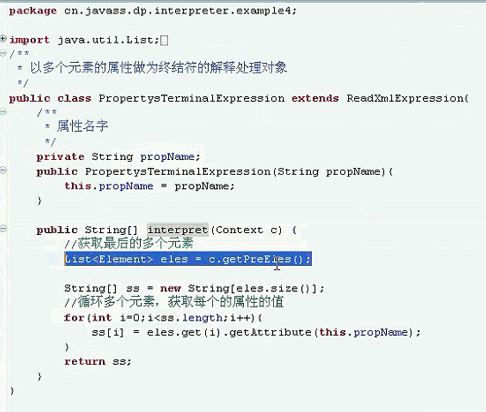 package cn.javass.dp.interpreter.example4;
import java.util.List;
/**
* 以多个元素的属性做为终结符的解释处理对象
*/
public class PropertysTerminalExpression extends ReadXmlExpression{
/**
* 属性名字
*/
private String propName;
public PropertysTerminalExpression(String propName){
this.propName = propName;
}
public String[] interpret(Context c) {
//获取最后的多个元素
List<Element> eles = c.getPreEles();
String[] ss = new String[eles.size()];
//循环多个元素，获取每个的属性的值
for(int i=0;i<ss.length;i++){
ss[i] = eles.get(i).getAttribute(this.propName);
}
return ss;
}
}